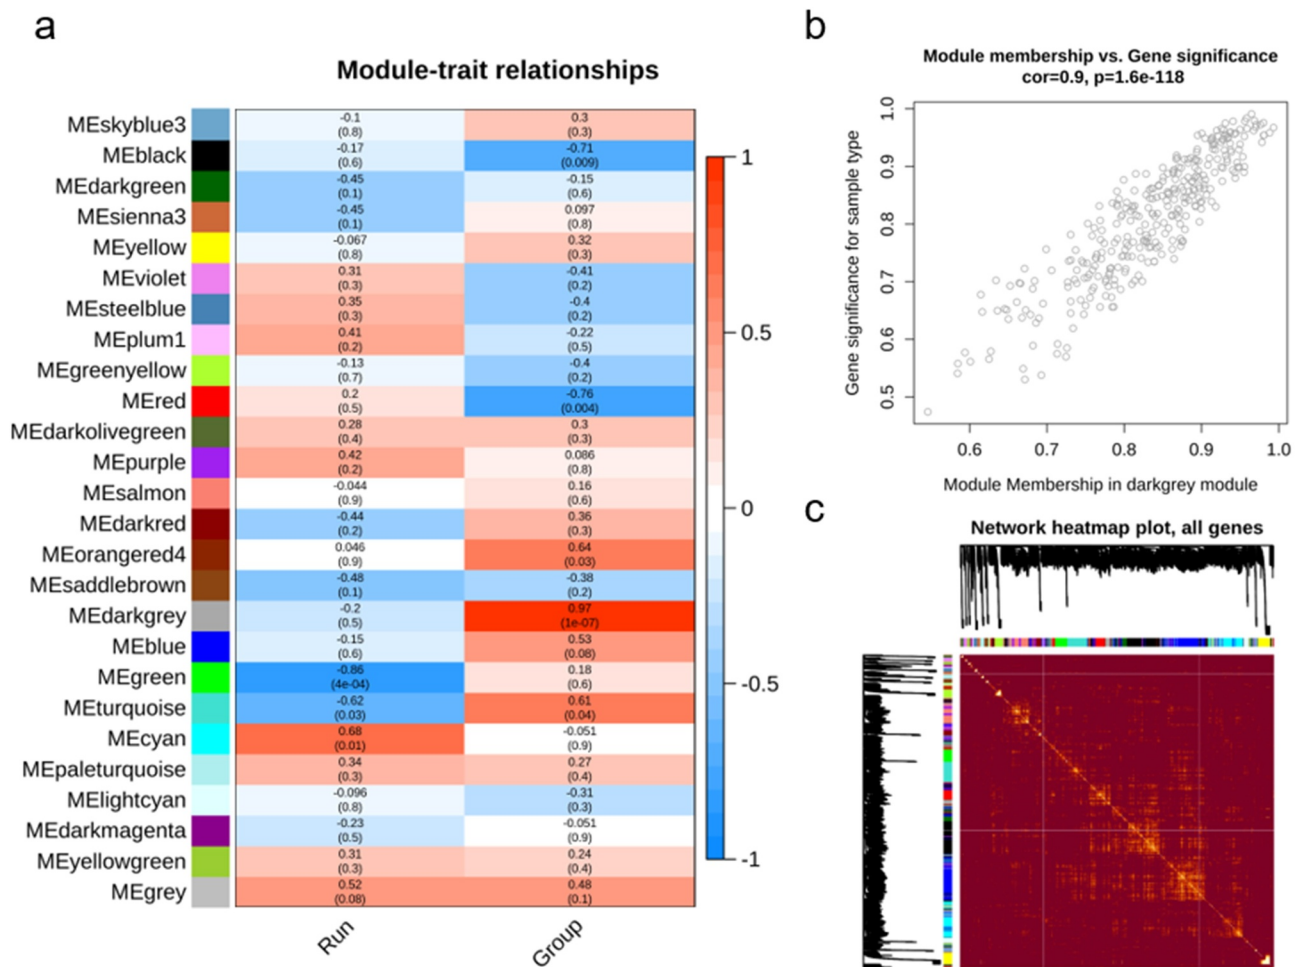 a
Module-trait relationships
MEskyblue3
-0.1
(0.8)
0.3
(0.3)
MEblack
-0.17
(0.6)
-0.71
(0.009)
MEdarkgreen
-0.45
(0.1)
-0.15
(0.6)
MEsienna3
-0.45
(0.1)
0.097
(0.8)
MEyellow
-0.067
(0.8)
0.32
(0.3)
MEviolet
0.31
(0.3)
-0.41
(0.2)
MEsteelblue
0.35
(0.3)
-0.4
(0.2)
MEplum1
0.41
(0.2)
-0.22
(0.5)
MEgreenyellow
-0.13
(0.7)
-0.4
(0.2)
MEred
0.2
(0.5)
-0.76
(0.004)
MEdarkolivegreen
0.28
(0.4)
0.3
(0.3)
MEpurple
0.42
(0.2)
0.086
(0.8)
MEsalmon
-0.044
(0.9)
0.16
(0.6)
MEdarkred
-0.44
(0.2)
0.36
(0.3)
MEorangered4
0.046
(0.9)
0.64
(0.03)
MEsaddlebrown
-0.48
(0.1)
-0.38
(0.2)
MEdarkgrey
-0.2
(0.5)
0.97
(1e-07)
MEblue
-0.15
(0.6)
0.53
(0.08)
MEgreen
-0.86
(4e-04)
0.18
(0.6)
MEturquoise
-0.62
(0.03)
0.61
(0.04)
MEcyan
0.68
(0.01)
-0.051
(0.9)
MEpaleturquoise
0.34
(0.3)
0.27
(0.4)
MElightcyan
-0.096
(0.8)
-0.31
(0.3)
MEdarkmagenta
-0.23
(0.5)
-0.051
(0.9)
MEyellowgreen
0.31
(0.3)
0.24
(0.4)
MEgrey
0.52
(0.08)
0.48
(0.1)
Run
Group
1
0.5
0
-0.5
-1
b
Module membership vs. Gene significance
cor=0.9, p=1.6e-118
Gene significance for sample type
1.0
0.9
0.8
0.7
0.6
0.5
0.6 0.7 0.8 0.9 1.0
Module Membership in darkgrey module
c
Network heatmap plot, all genes